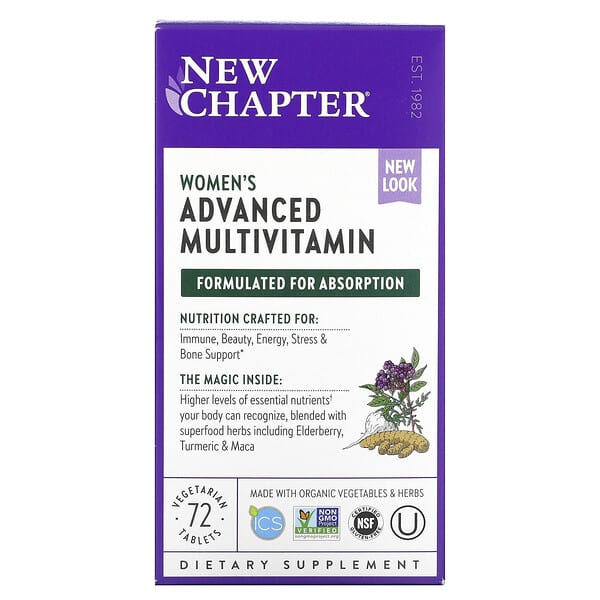 NEW
CHAPTER®
EST. 1982
NEW
LOOK
WOMEN'S
ADVANCED
MULTIVITAMIN
FORMULATED FOR ABSORPTION
NUTRITION CRAFTED FOR:
Immune, Beauty, Energy, Stress &
Bone Support*
THE MAGIC INSIDE:
Higher levels of essential nutrients†
your body can recognize, blended with
superfood herbs including Elderberry,
Turmeric & Maca
VEGETARIAN
72
TABLETS
MADE WITH ORGANIC VEGETABLES & HERBS
ICS
NON
GMO
Project
VERIFIED
nongmoproject.org
CERTIFIED
NSF
GLUTEN-FREE
U
DIETARY SUPPLEMENT